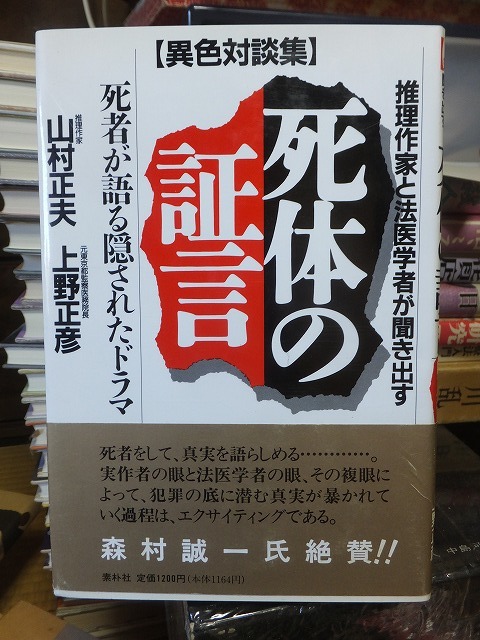 【異色対談集】
推理作家と法医学者が聞き出す
死体の
証言
死者が語る隠されたドラマ
推理作家
山村正夫
元東京都監察医務院長
上野正彦
死者をして、真実を語らしめる…………。
実作者の眼と法医学者の眼、その複眼に
よって、犯罪の底に潜む真実が暴かれて
いく過程は、エクサイティングである。
森村誠一氏絶賛!!
素朴社 定価1200円(本体1164円)